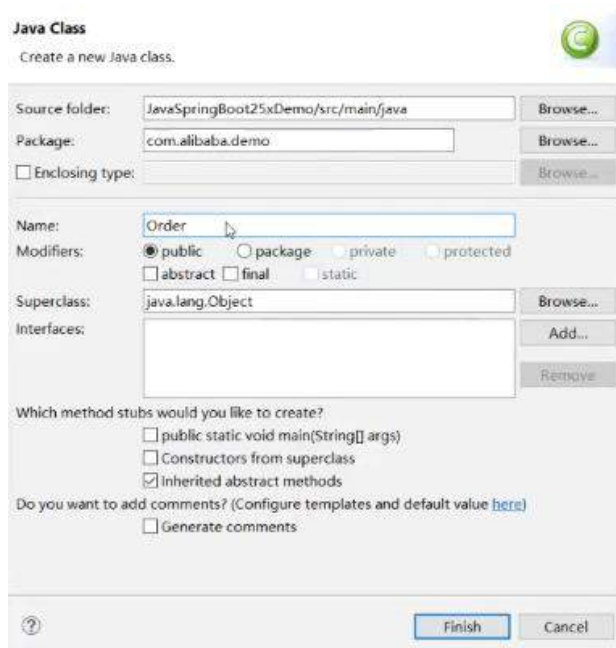 Java Class
Create a new Java class.
Source folder: JavaSpringBoot25xDemo/src/main/java Browse...
Package: com.alibaba.demo Browse...
Enclosing type: Browse...
Name: Order
Modifiers: public package private protected
abstract final static
Superclass: java.lang.Object Browse...
Interfaces: Add...
Remove
Which method stubs would you like to create?
public static void main(String[] args)
Constructors from superclass
Inherited abstract methods
Do you want to add comments? (Configure templates and default value here)
Generate comments
? Finish Cancel